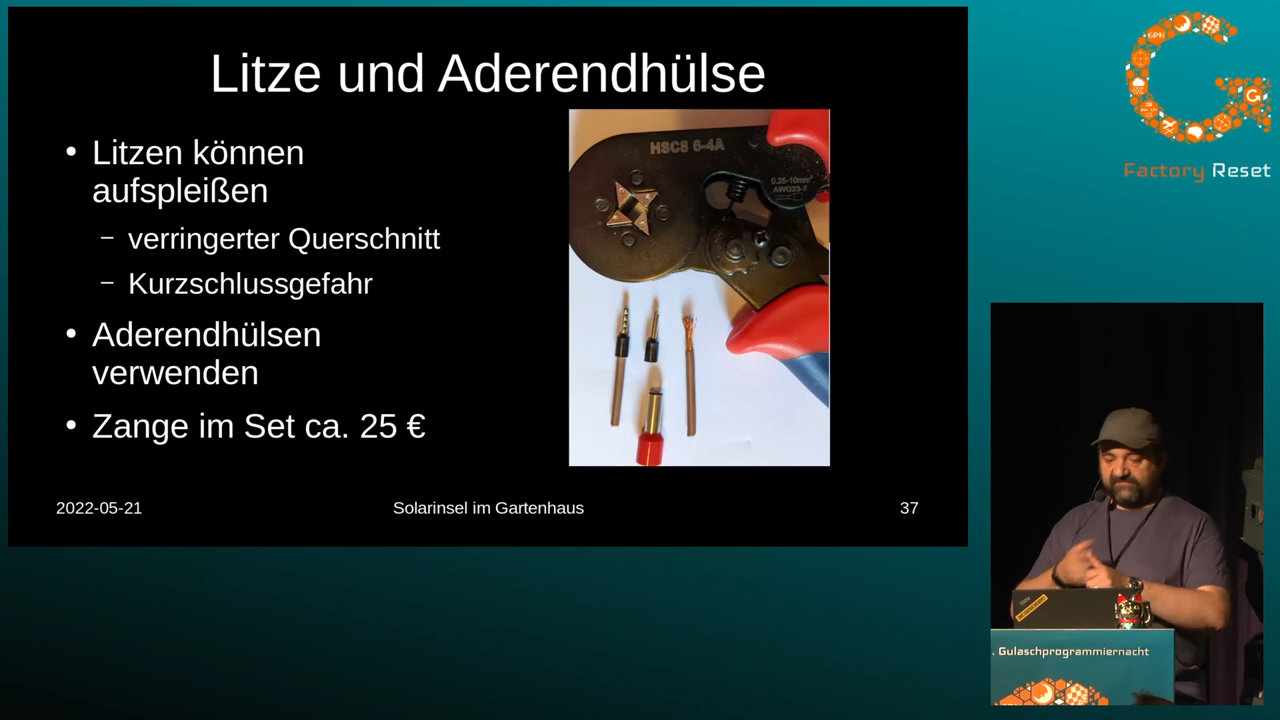 Litze und Aderendhülse
• Litzen können
aufspleißen
– verringerter Querschnitt
– Kurzschlussgefahr
• Aderendhülsen
verwenden
• Zange im Set ca. 25 €
HSC8 6-4A
0.25-10mm²
AWG23-7
2022-05-21
Solarinsel im Gartenhaus
37
GPN
G
Factory Reset
. Gulaschprogrammiernacht